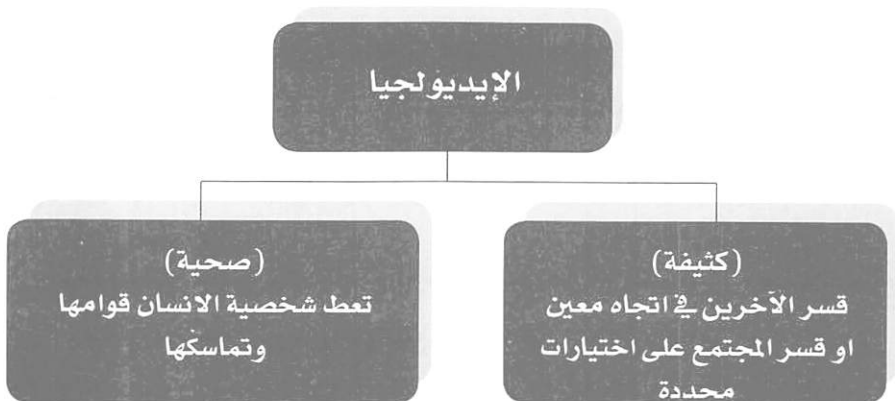 الإيديولجيا
(كثيفة)
قسر الآخرين في اتجاه معين
او قسر المجتمع على اختيارات
محددة
(صحية)
تعط شخصية الانسان قوامها
وتماسكها